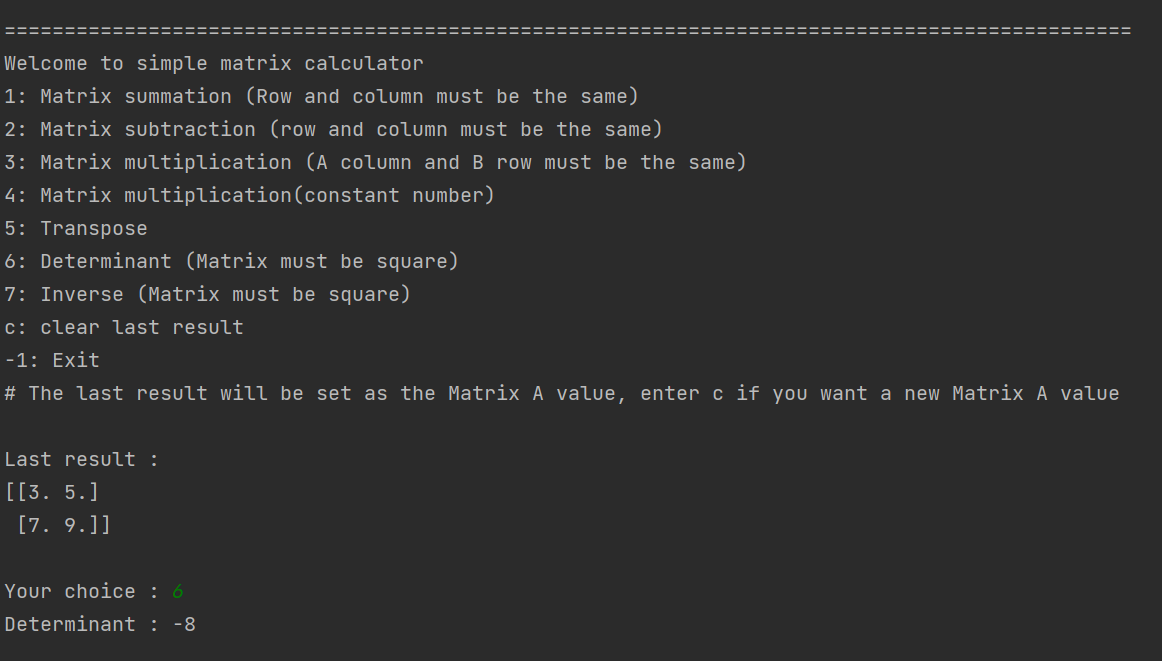 ==============================================================================================
Welcome to simple matrix calculator
1: Matrix summation (Row and column must be the same)
2: Matrix subtraction (row and column must be the same)
3: Matrix multiplication (A column and B row must be the same)
4: Matrix multiplication(constant number)
5: Transpose
6: Determinant (Matrix must be square)
7: Inverse (Matrix must be square)
c: clear last result
-1: Exit
# The last result will be set as the Matrix A value, enter c if you want a new Matrix A value
Last result :
[[3. 5.]
 [7. 9.]]
Your choice : 6
Determinant : -8